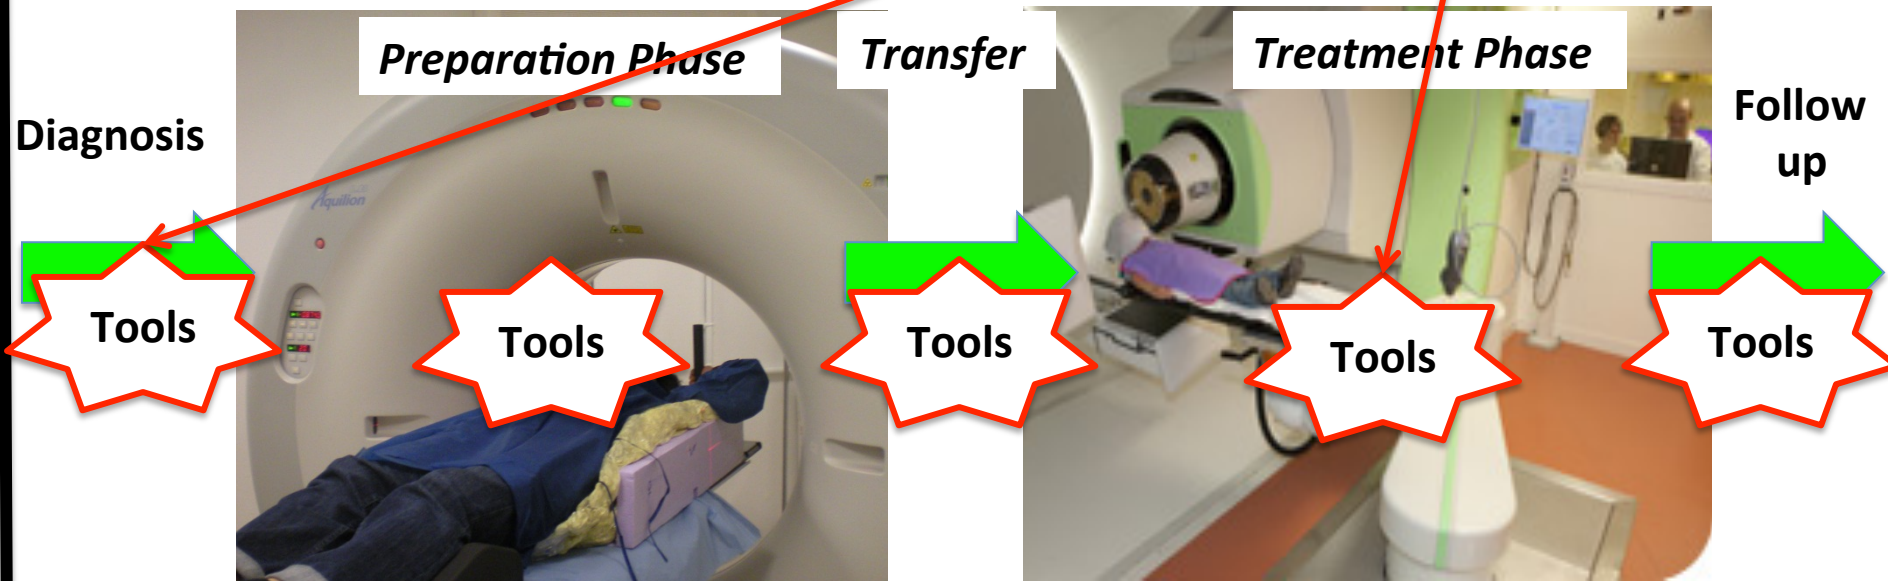 Preparation Phase
Transfer
Treatment Phase
Diagnosis
Follow
up
Aquilion
Tools
Tools
Tools
Tools
Tools